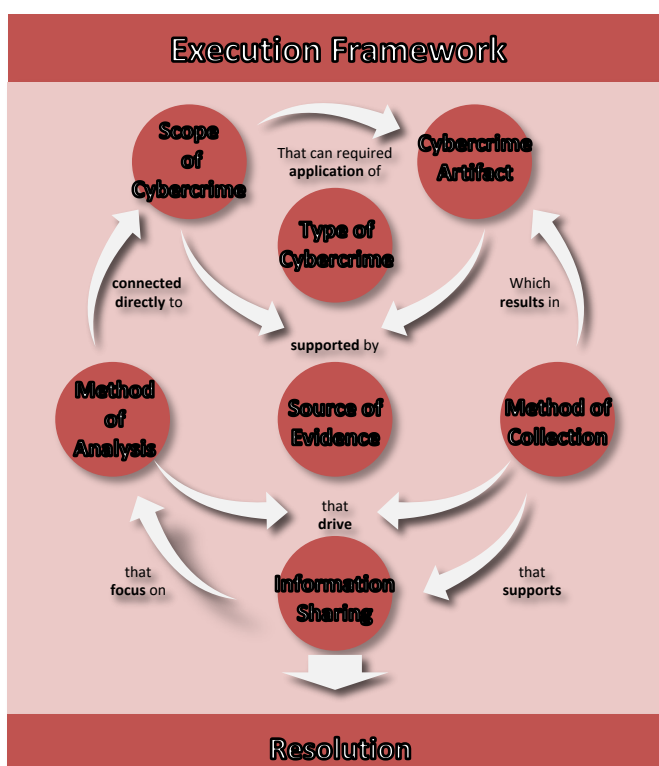 Execution Framework
Scope
of
Cybercrime
That can required
application of
Cybercrime
Artifact
Type of
Cybercrime
connected
directly to
Which
results in
supported by
Method
of
Analysis
Source of
Evidence
Method of
Collection
that
drive
that
focus on
Information
Sharing
that
supports
Resolution